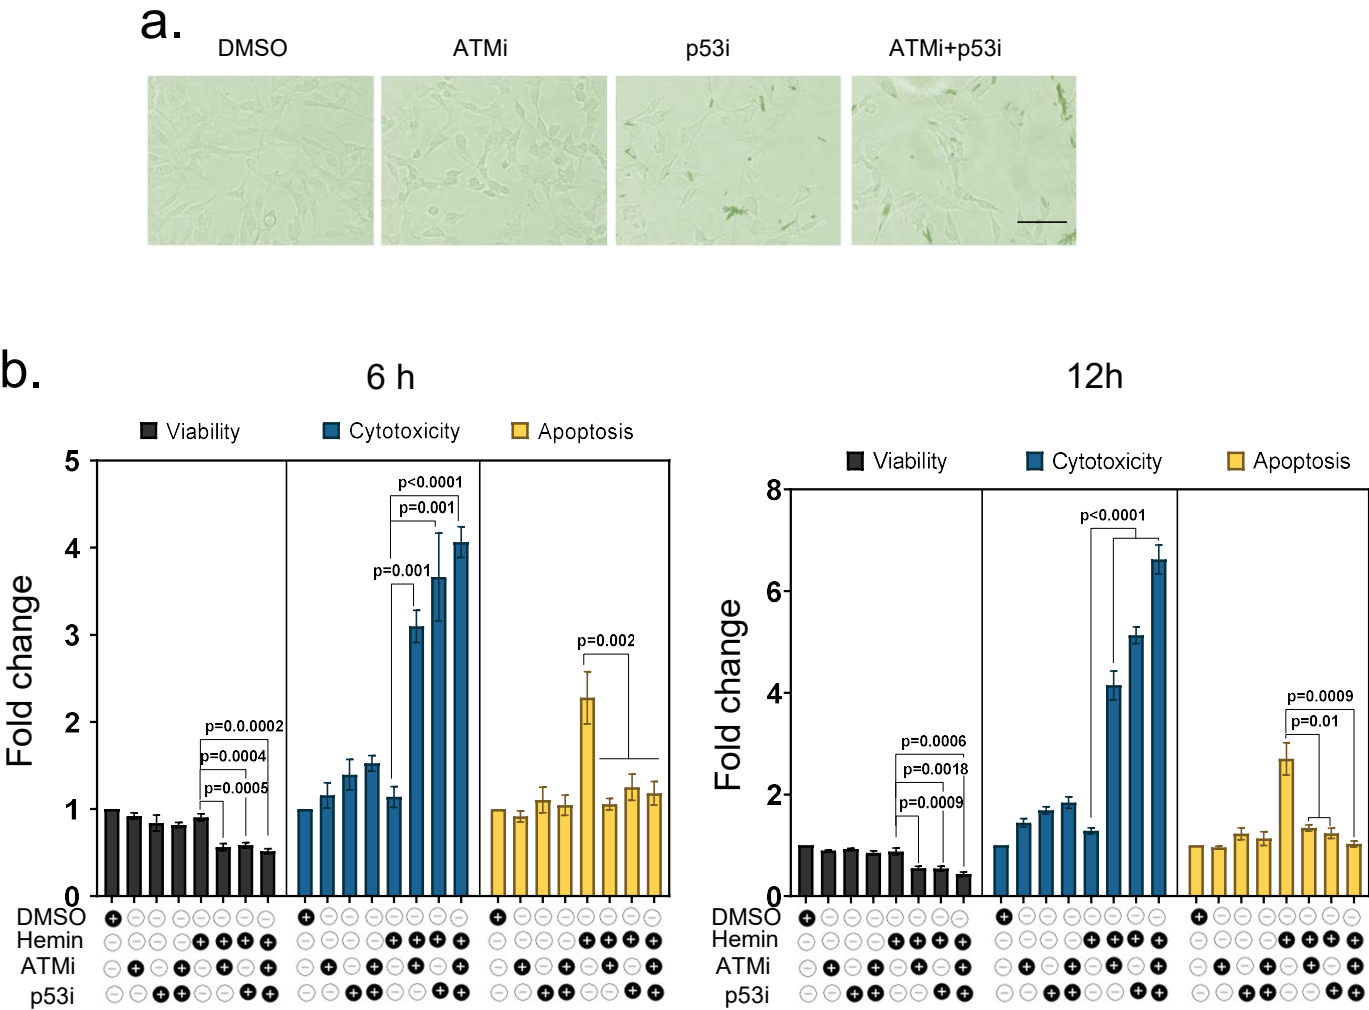 a.
DMSO ATMi p53i ATMi+p53i
b.
6 h
Viability Cytotoxicity Apoptosis
Fold change
5
4
3
2
1
0
p=0.0.0002
p=0.0004
p=0.0005
p<0.0001
p=0.001
p=0.001
p=0.002
DMSO
Hemin
ATMi
p53i
12h
Viability Cytotoxicity Apoptosis
Fold change
8
6
4
2
0
p=0.0006
p=0.0018
p=0.0009
p<0.0001
p=0.0009
p=0.01
DMSO
Hemin
ATMi
p53i